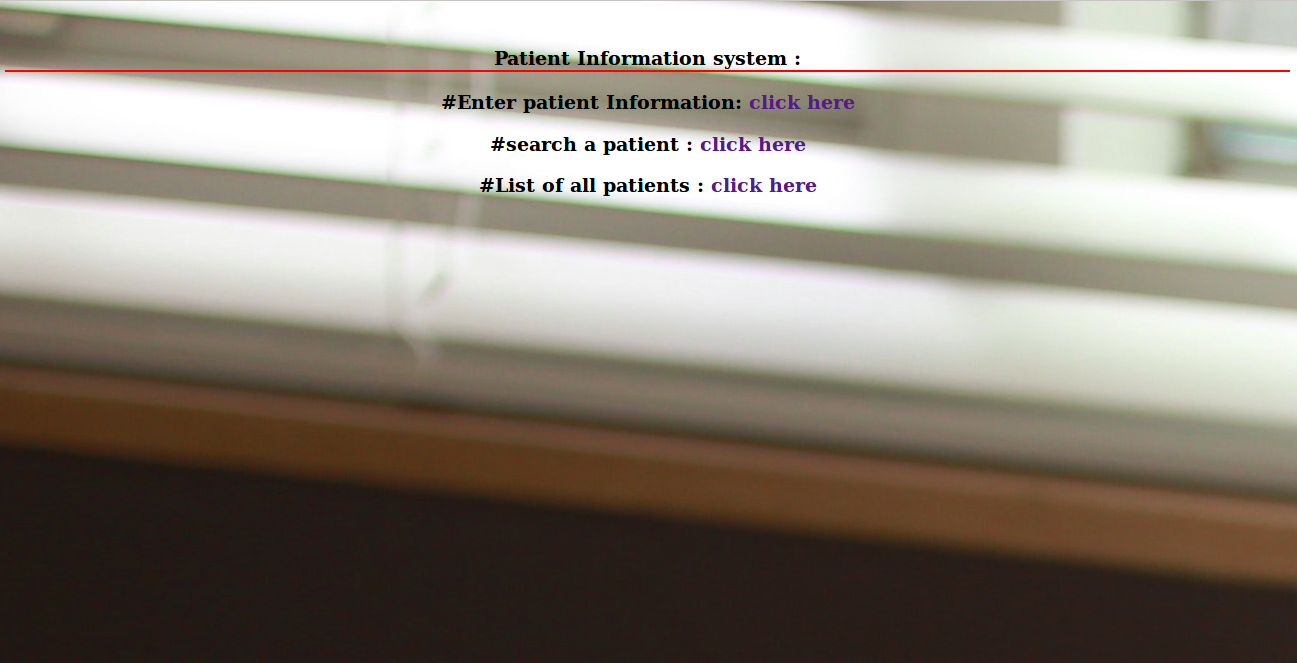 Patient Information system :
#Enter patient Information: click here
#search a patient : click here
#List of all patients : click here